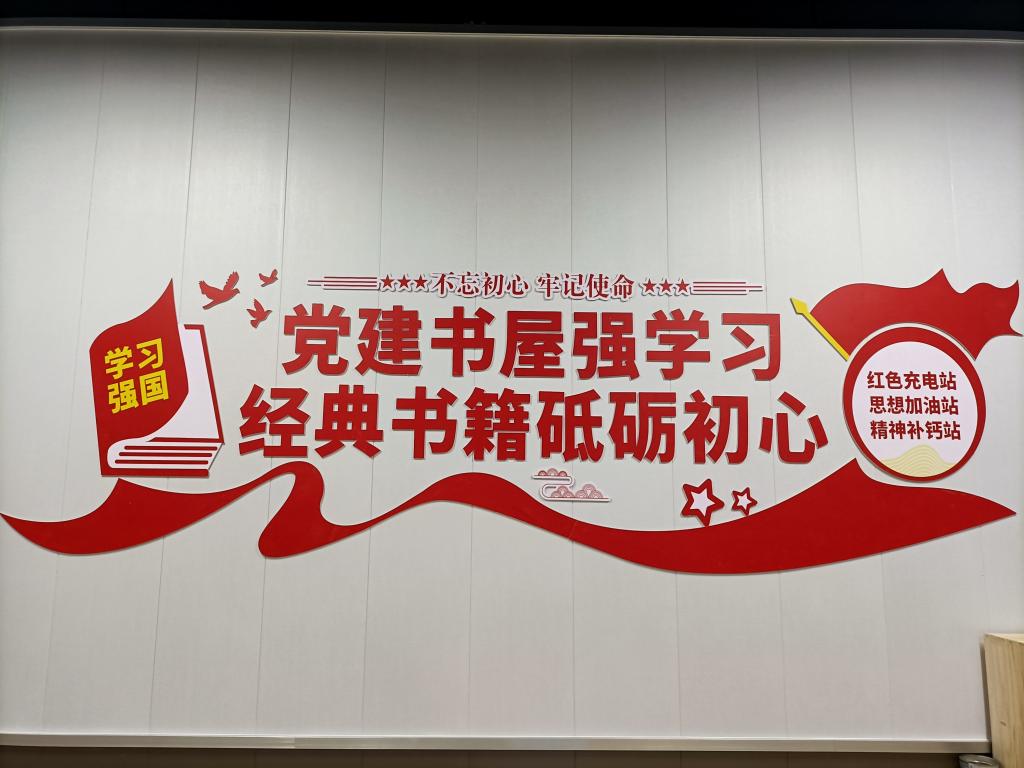 不忘初心 牢记使命
党建书屋强学习
经典书籍砥砺初心
学习
强国
红色充电站
思想加油站
精神补钙站